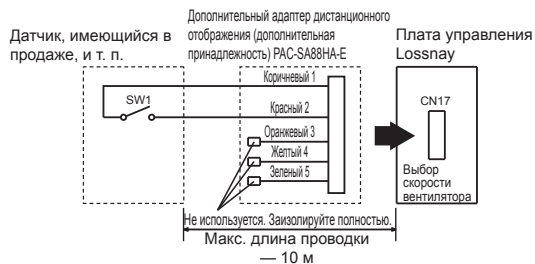 Датчик, имеющийся в
продаже, и т. п.
Дополнительный адаптер дистанционного
отображения (дополнительная
принадлежность) PAC-SA88HA-E
Плата управления
Lossnay
SW1
Коричневый 1
Красный 2
Оранжевый 3
Желтый 4
Зеленый 5
CN17
Выбор
скорости
вентилятора
Не используется. Заизолируйте полностью.
Макс. длина проводки
— 10 м